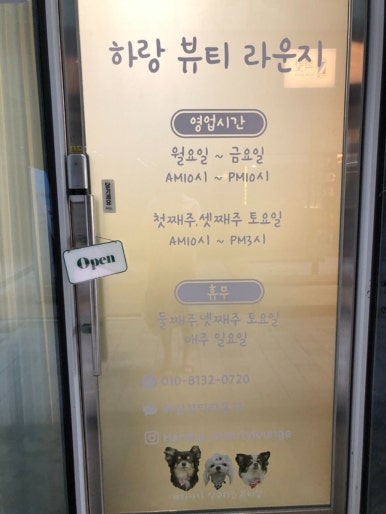 하랑 뷰티 라운지
영업시간
월요일 ~ 금요일
AM10시 ~ PM10시
첫째주,셋째주 토요일
AM10시 ~ PM3시
Open
휴무
둘째주,넷째주 토요일
매주 일요일
010-8132-0720